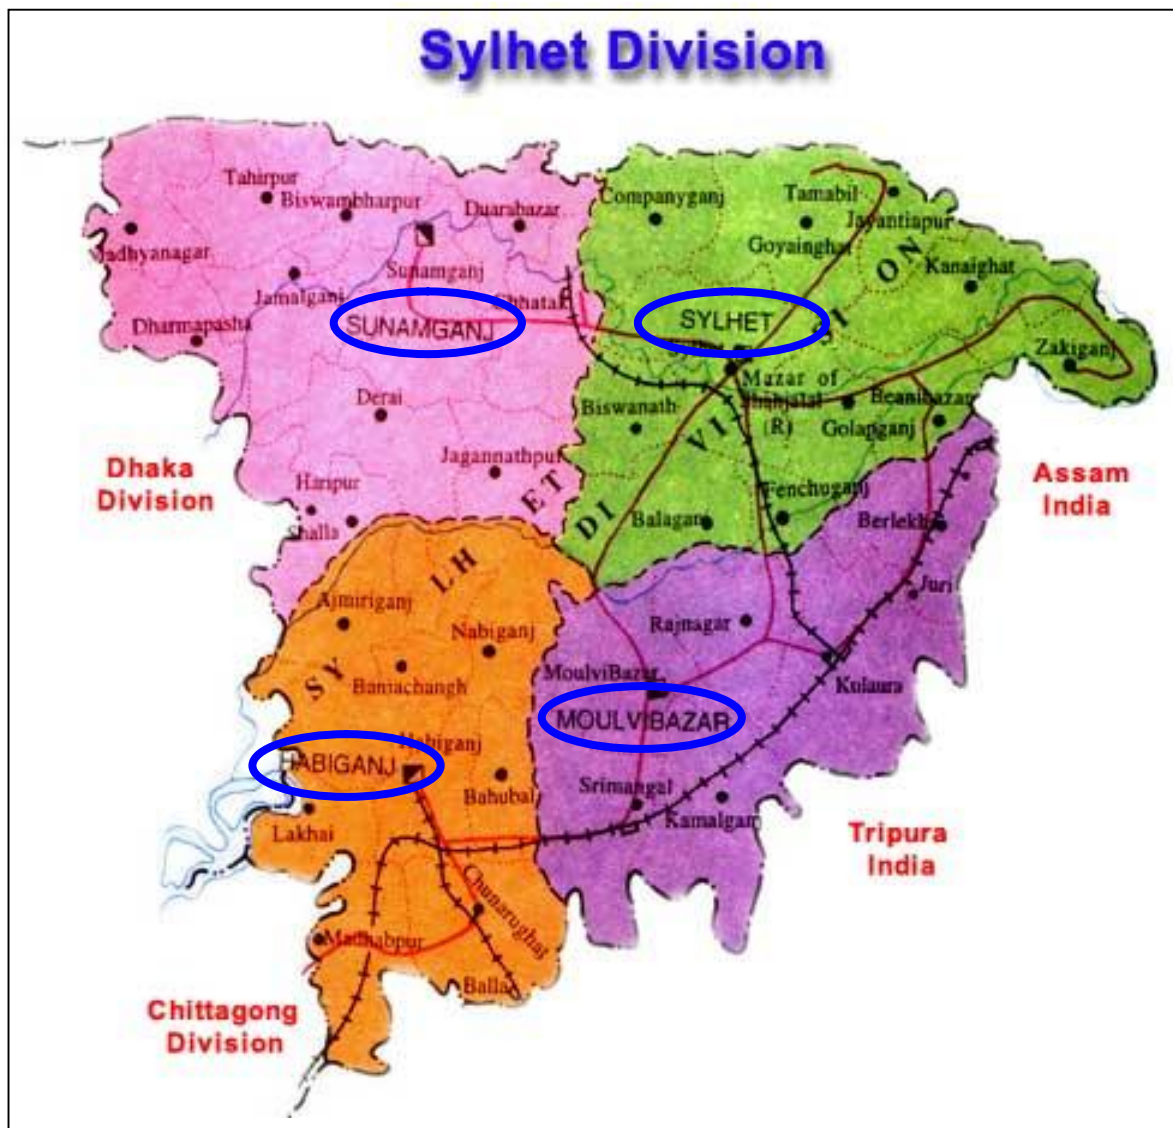 Sylhet Division
Tahirpur
Biswambharpur
Duarabazar
Companyganj
Tamabil
Jayantiapur
Goyainghat
Kanaighat
Sunamganj
Jamalganj
Chhatak
SUNAMGANJ
SYLHET
Dharmapasha
Zakiganj
Mazar of
Shahjalal
(R)
Derai
Biswanath
Beanibazar
Golapganj
Jagannathpur
Haripur
Shalla
Fenchuganj
Balaganj
Berlekha
Dhaka
Division
Assam
India
SYLHET DIVISION
Ajmiriganj
Nabiganj
Rajnagar
Juri
Baniachangh
MoulviBazar
Kulaura
MOULVIBAZAR
Habiganj
HABIGANJ
Bahubal
Srimangal
Kamalganj
Lakhai
Tripura
India
Chunarughat
Madhabpur
Balla
Chittagong
Division